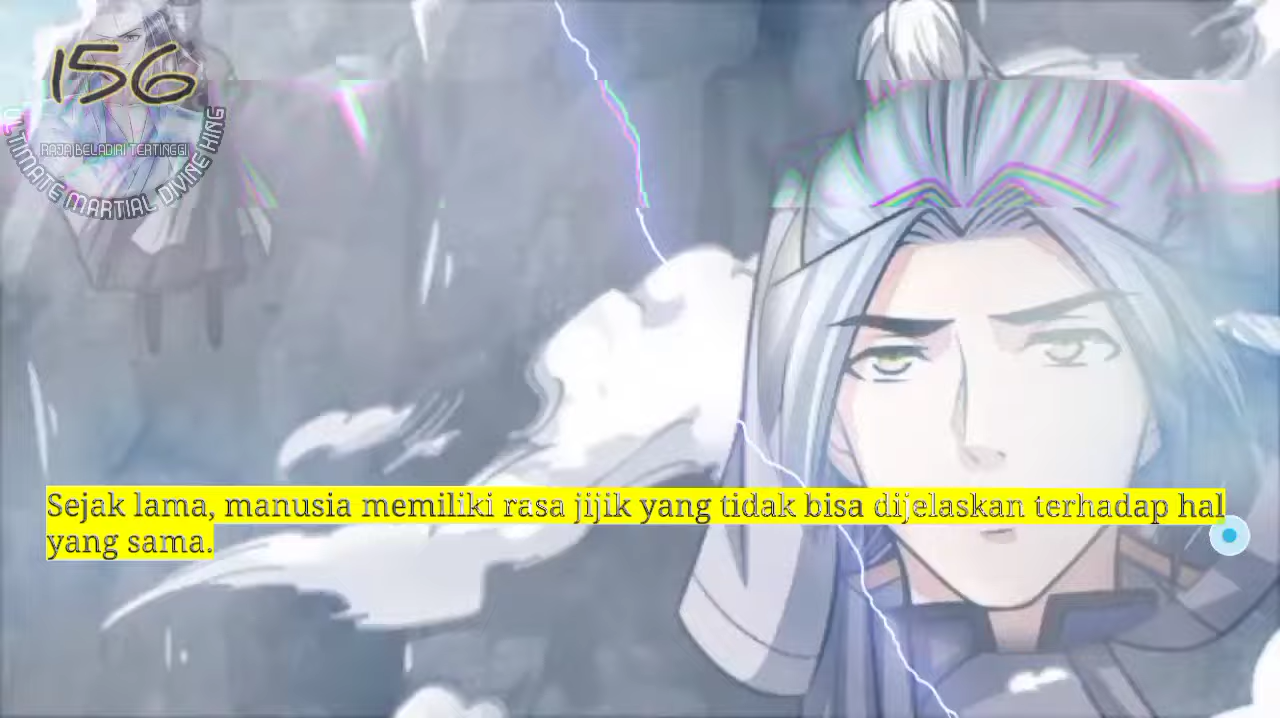 156
RAJA BELADIRI TERTINGGI
ULTIMATE MARTIAL DIVINE KING
Sejak lama, manusia memiliki rasa jijik yang tidak bisa dijelaskan terhadap hal
yang sama.